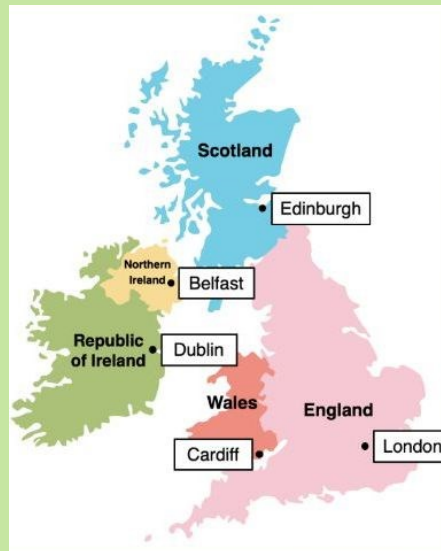 Scotland
Edinburgh
Northern
Ireland
Belfast
Republic
of Ireland
Dublin
Wales
England
Cardiff
London